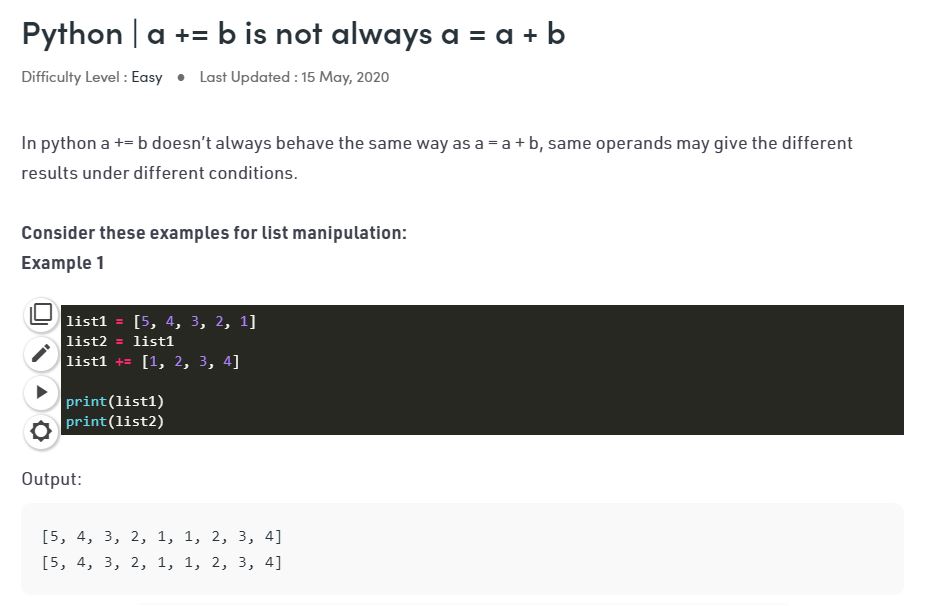 Python | a += b is not always a = a + b
Difficulty Level : Easy ● Last Updated : 15 May, 2020
In python a += b doesn’t always behave the same way as a = a + b, same operands may give the different
results under different conditions.
Consider these examples for list manipulation:
Example 1
list1 = [5, 4, 3, 2, 1]
list2 = list1
list1 += [1, 2, 3, 4]
print(list1)
print(list2)
Output:
[5, 4, 3, 2, 1, 1, 2, 3, 4]
[5, 4, 3, 2, 1, 1, 2, 3, 4]